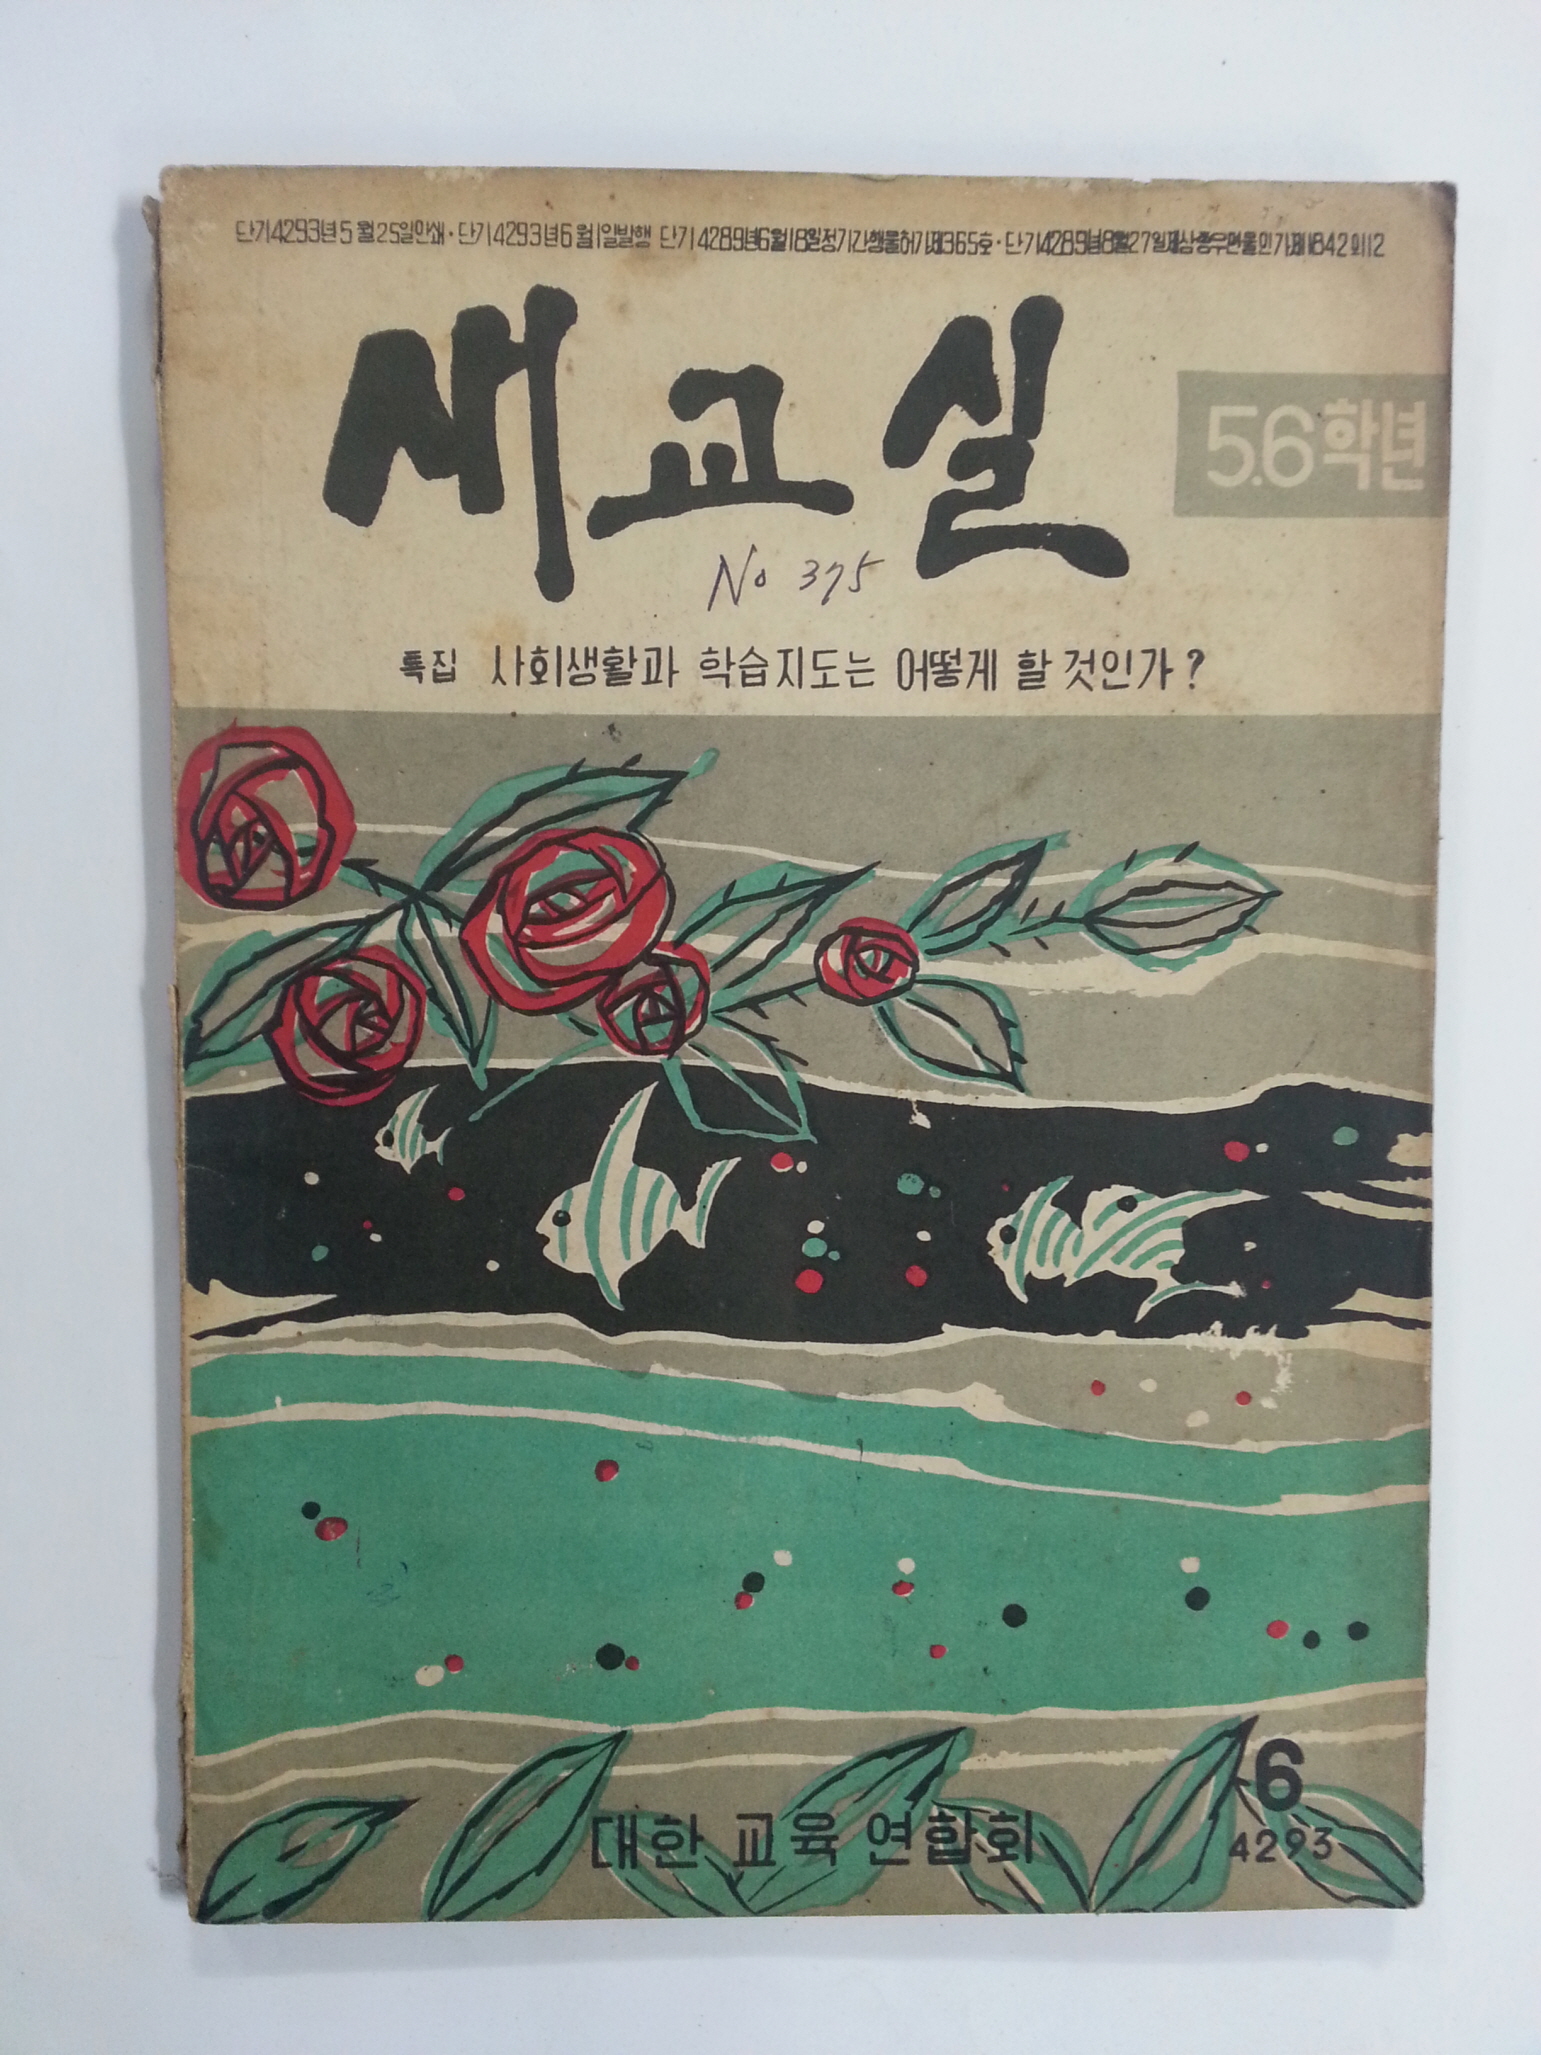 단기4293년5월25일인쇄·단기4293년6월1일발행 단기4289년6월18일정기간행물허가제365호·단기4289년8월27일제삼종우편물인가제1842의12
새교실
5.6학년
No 375
특집 사회생활과 학습지도는 어떻게 할 것인가?
6
대한 교육 연합회
4293